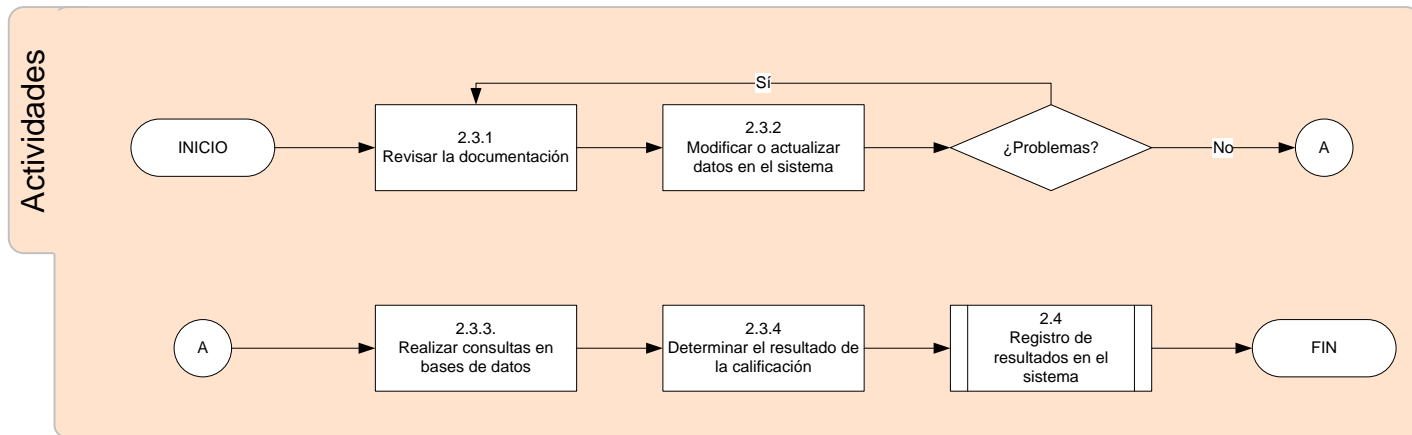 Actividades
Sí
INICIO
2.3.1
Revisar la documentación
2.3.2
Modificar o actualizar
datos en el sistema
¿Problemas?
No
A
A
2.3.3.
Realizar consultas en
bases de datos
2.3.4
Determinar el resultado de
la calificación
2.4
Registro de
resultados en el
sistema
FIN